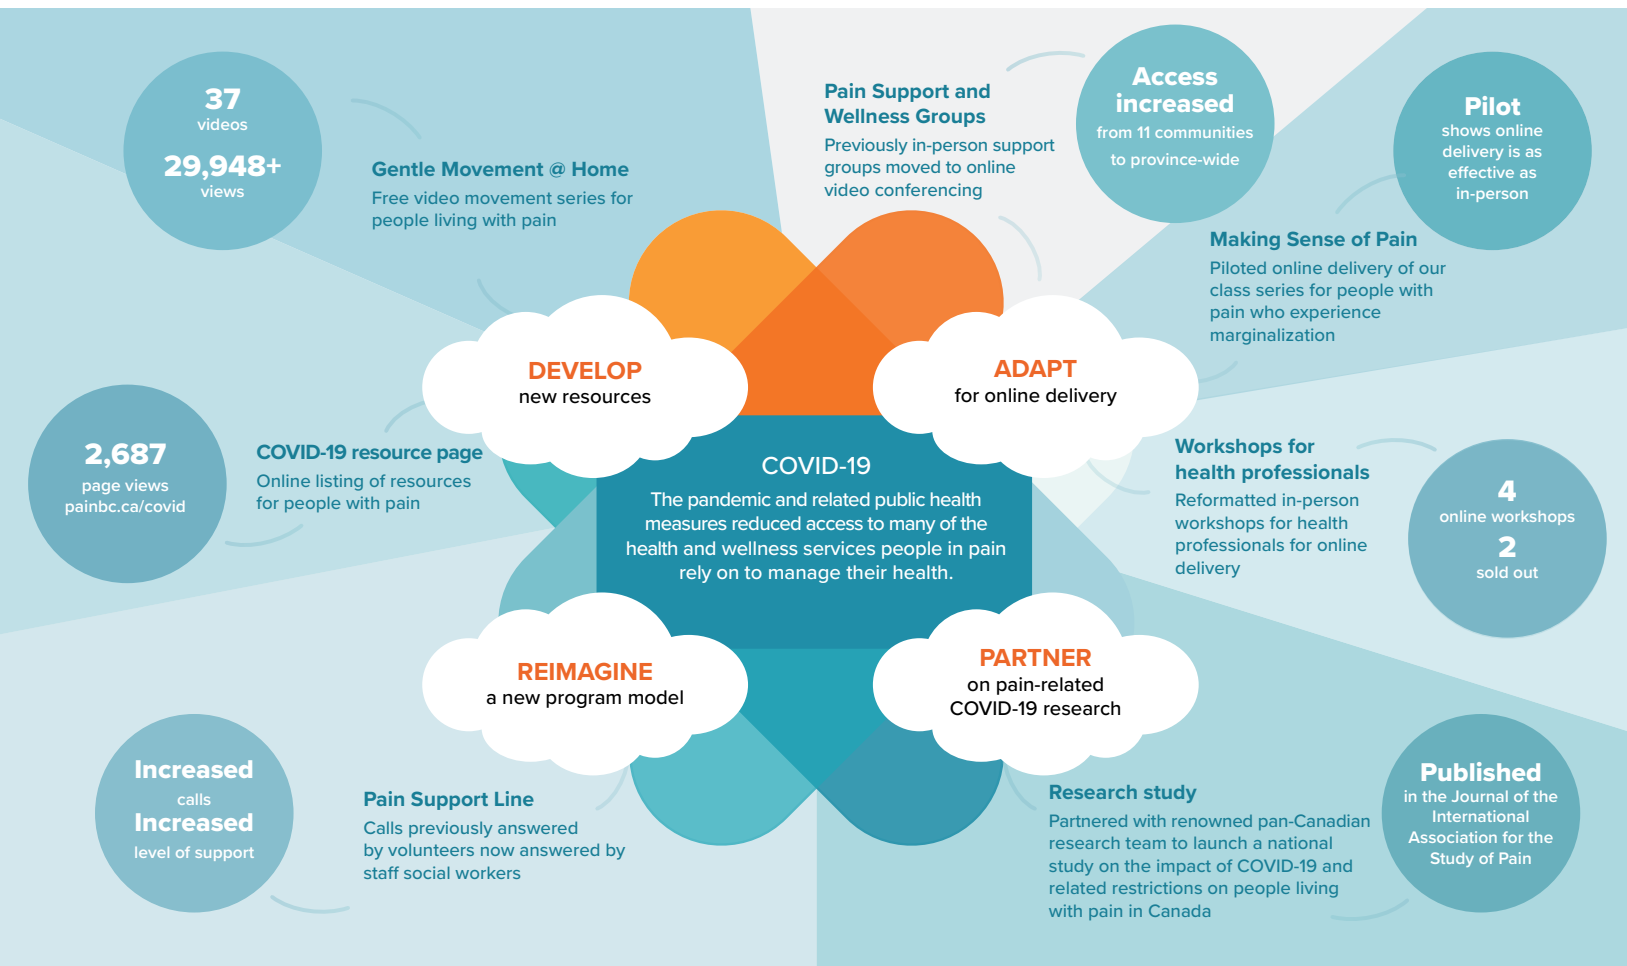 37
videos
29,948+
views
Gentle Movement @ Home
Free video movement series for
people living with pain
Pain Support and
Wellness Groups
Previously in-person support
groups moved to online
video conferencing
Access
increased
from 11 communities
to province-wide
Pilot
shows online
delivery is as
effective as
in-person
Making Sense of Pain
Piloted online delivery of our
class series for people with
pain who experience
marginalization
DEVELOP
new resources
ADAPT
for online delivery
2,687
page views
painbc.ca/covid
COVID-19 resource page
Online listing of resources
for people with pain
COVID-19
The pandemic and related public health
measures reduced access to many of the
health and wellness services people in pain
rely on to manage their health.
Workshops for
health professionals
Reformatted in-person
workshops for health
professionals for online
delivery
4
online workshops
2
sold out
REIMAGINE
a new program model
PARTNER
on pain-related
COVID-19 research
Increased
calls
Increased
level of support
Pain Support Line
Calls previously answered
by volunteers now answered by
staff social workers
Research study
Partnered with renowned pan-Canadian
research team to launch a national
study on the impact of COVID-19 and
related restrictions on people living
with pain in Canada
Published
in the Journal of the
International
Association for the
Study of Pain